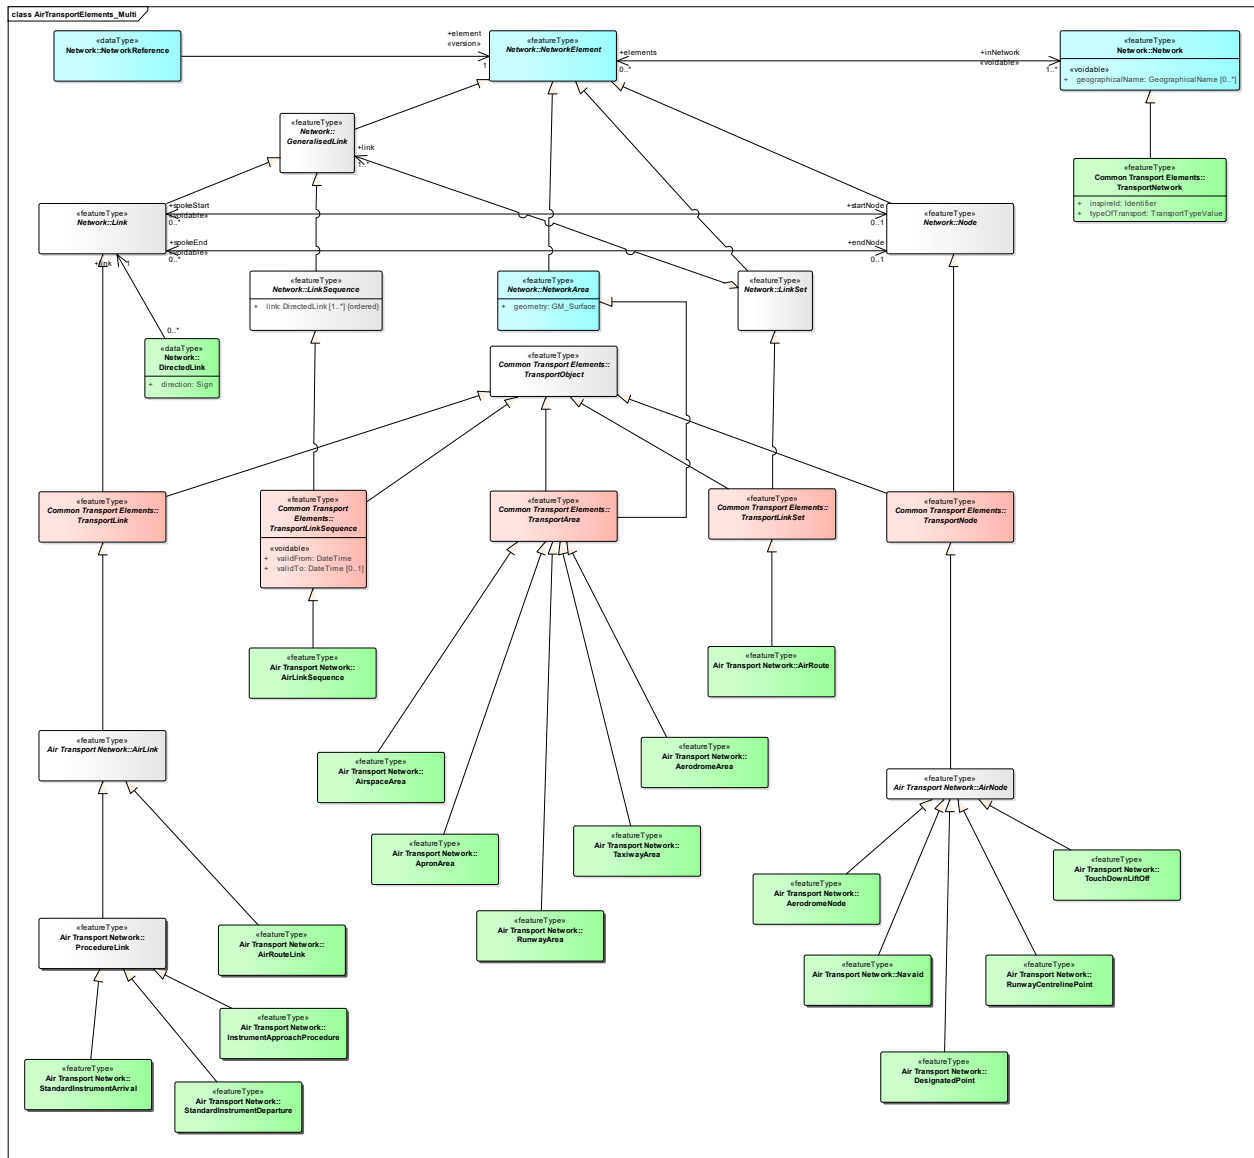 class AirTransportElements_Multi
«dataType»
Network::NetworkReference
+element
«version»
1
«featureType»
Network::NetworkElement
+elements
0..*
+inNetwork
«voidable»
1..*
«featureType»
Network::Network
«voidable»
+ geographicalName: GeographicalName [0..*]
«featureType»
Network::
GeneralisedLink
+link
1..*
«featureType»
Common Transport Elements::
TransportNetwork
+ inspireId: Identifier
+ typeOfTransport: TransportTypeValue
«featureType»
Network::Link
+spokeStart
«voidable»
0..*
+startNode
0..1
«featureType»
Network::Node
+spokeEnd
«voidable»
0..*
+endNode
0..1
+link
1
«featureType»
Network::LinkSequence
+ link: DirectedLink [1..*] {ordered}
«featureType»
Network::NetworkArea
+ geometry: GM_Surface
«featureType»
Network::LinkSet
0..*
«dataType»
Network::
DirectedLink
+ direction: Sign
«featureType»
Common Transport Elements::
TransportObject
«featureType»
Common Transport Elements::
TransportLink
«featureType»
Common Transport
Elements::
TransportLinkSequence
«voidable»
+ validFrom: DateTime
+ validTo: DateTime [0..1]
«featureType»
Common Transport Elements::
TransportArea
«featureType»
Common Transport Elements::
TransportLinkSet
«featureType»
Common Transport Elements::
TransportNode
«featureType»
Air Transport Network::
AirLinkSequence
«featureType»
Air Transport Network::AirRoute
«featureType»
Air Transport Network::AirLink
«featureType»
Air Transport Network::
AirspaceArea
«featureType»
Air Transport Network::
AerodromeArea
«featureType»
Air Transport Network::AirNode
«featureType»
Air Transport Network::
ApronArea
«featureType»
Air Transport Network::
TaxiwayArea
«featureType»
Air Transport Network::
TouchDownLiftOff
«featureType»
Air Transport Network::
AerodromeNode
«featureType»
Air Transport Network::
ProcedureLink
«featureType»
Air Transport Network::
AirRouteLink
«featureType»
Air Transport Network::
RunwayArea
«featureType»
Air Transport Network::Navaid
«featureType»
Air Transport Network::
RunwayCentrelinePoint
«featureType»
Air Transport Network::
InstrumentApproachProcedure
«featureType»
Air Transport Network::
StandardInstrumentArrival
«featureType»
Air Transport Network::
StandardInstrumentDeparture
«featureType»
Air Transport Network::
DesignatedPoint